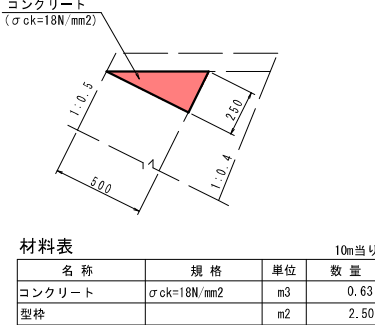 コンクリート
(σck=18N/mm2)
1:0.5
250
500
1:0.4
材料表
10m当り
名 称 規 格 単位 数 量
コンクリート σck=18N/mm2 m3 0.63
型枠 m2 2.50